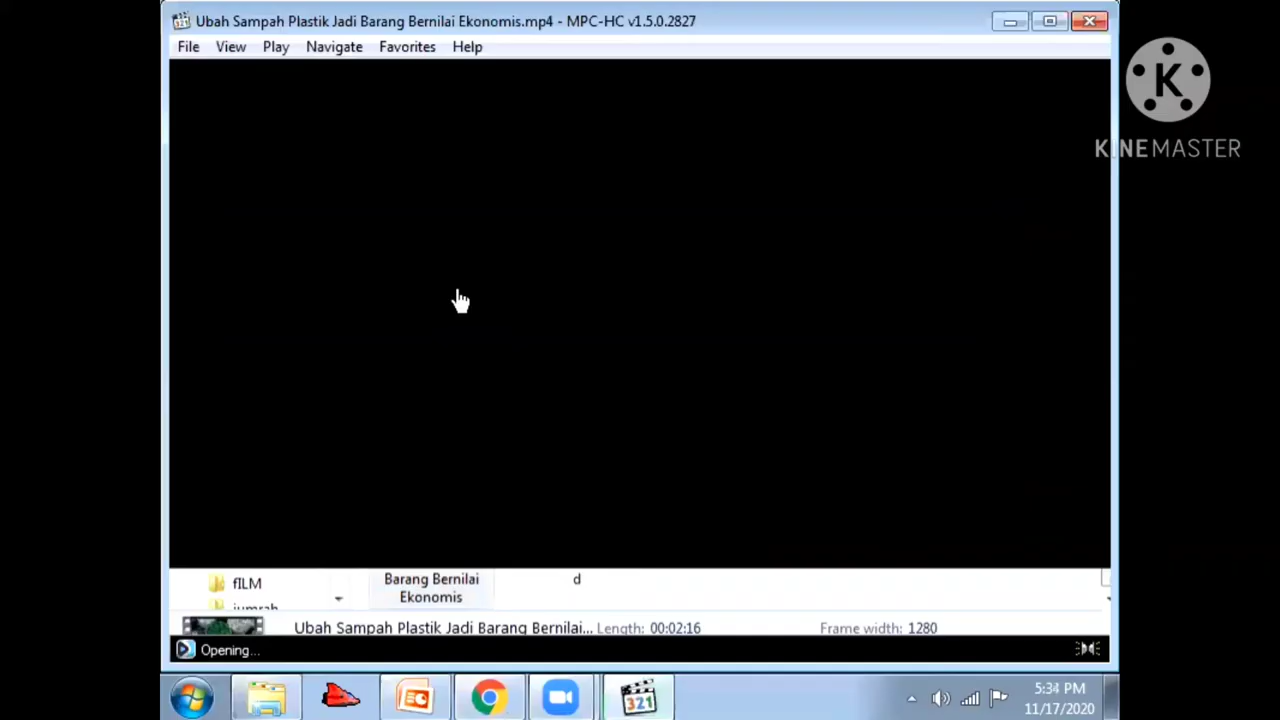 Ubah Sampah Plastik Jadi Barang Bernilai Ekonomis.mp4 - MPC-HC v1.5.0.2827
File View Play Navigate Favorites Help
K
KINEMASTER
fILM
Barang Bernilai
Ekonomis
d
jumrah
Ubah Sampah Plastik Jadi Barang Bernilai... Length: 00:02:16 Frame width: 1280
Opening...
321
5:34 PM
11/17/2020